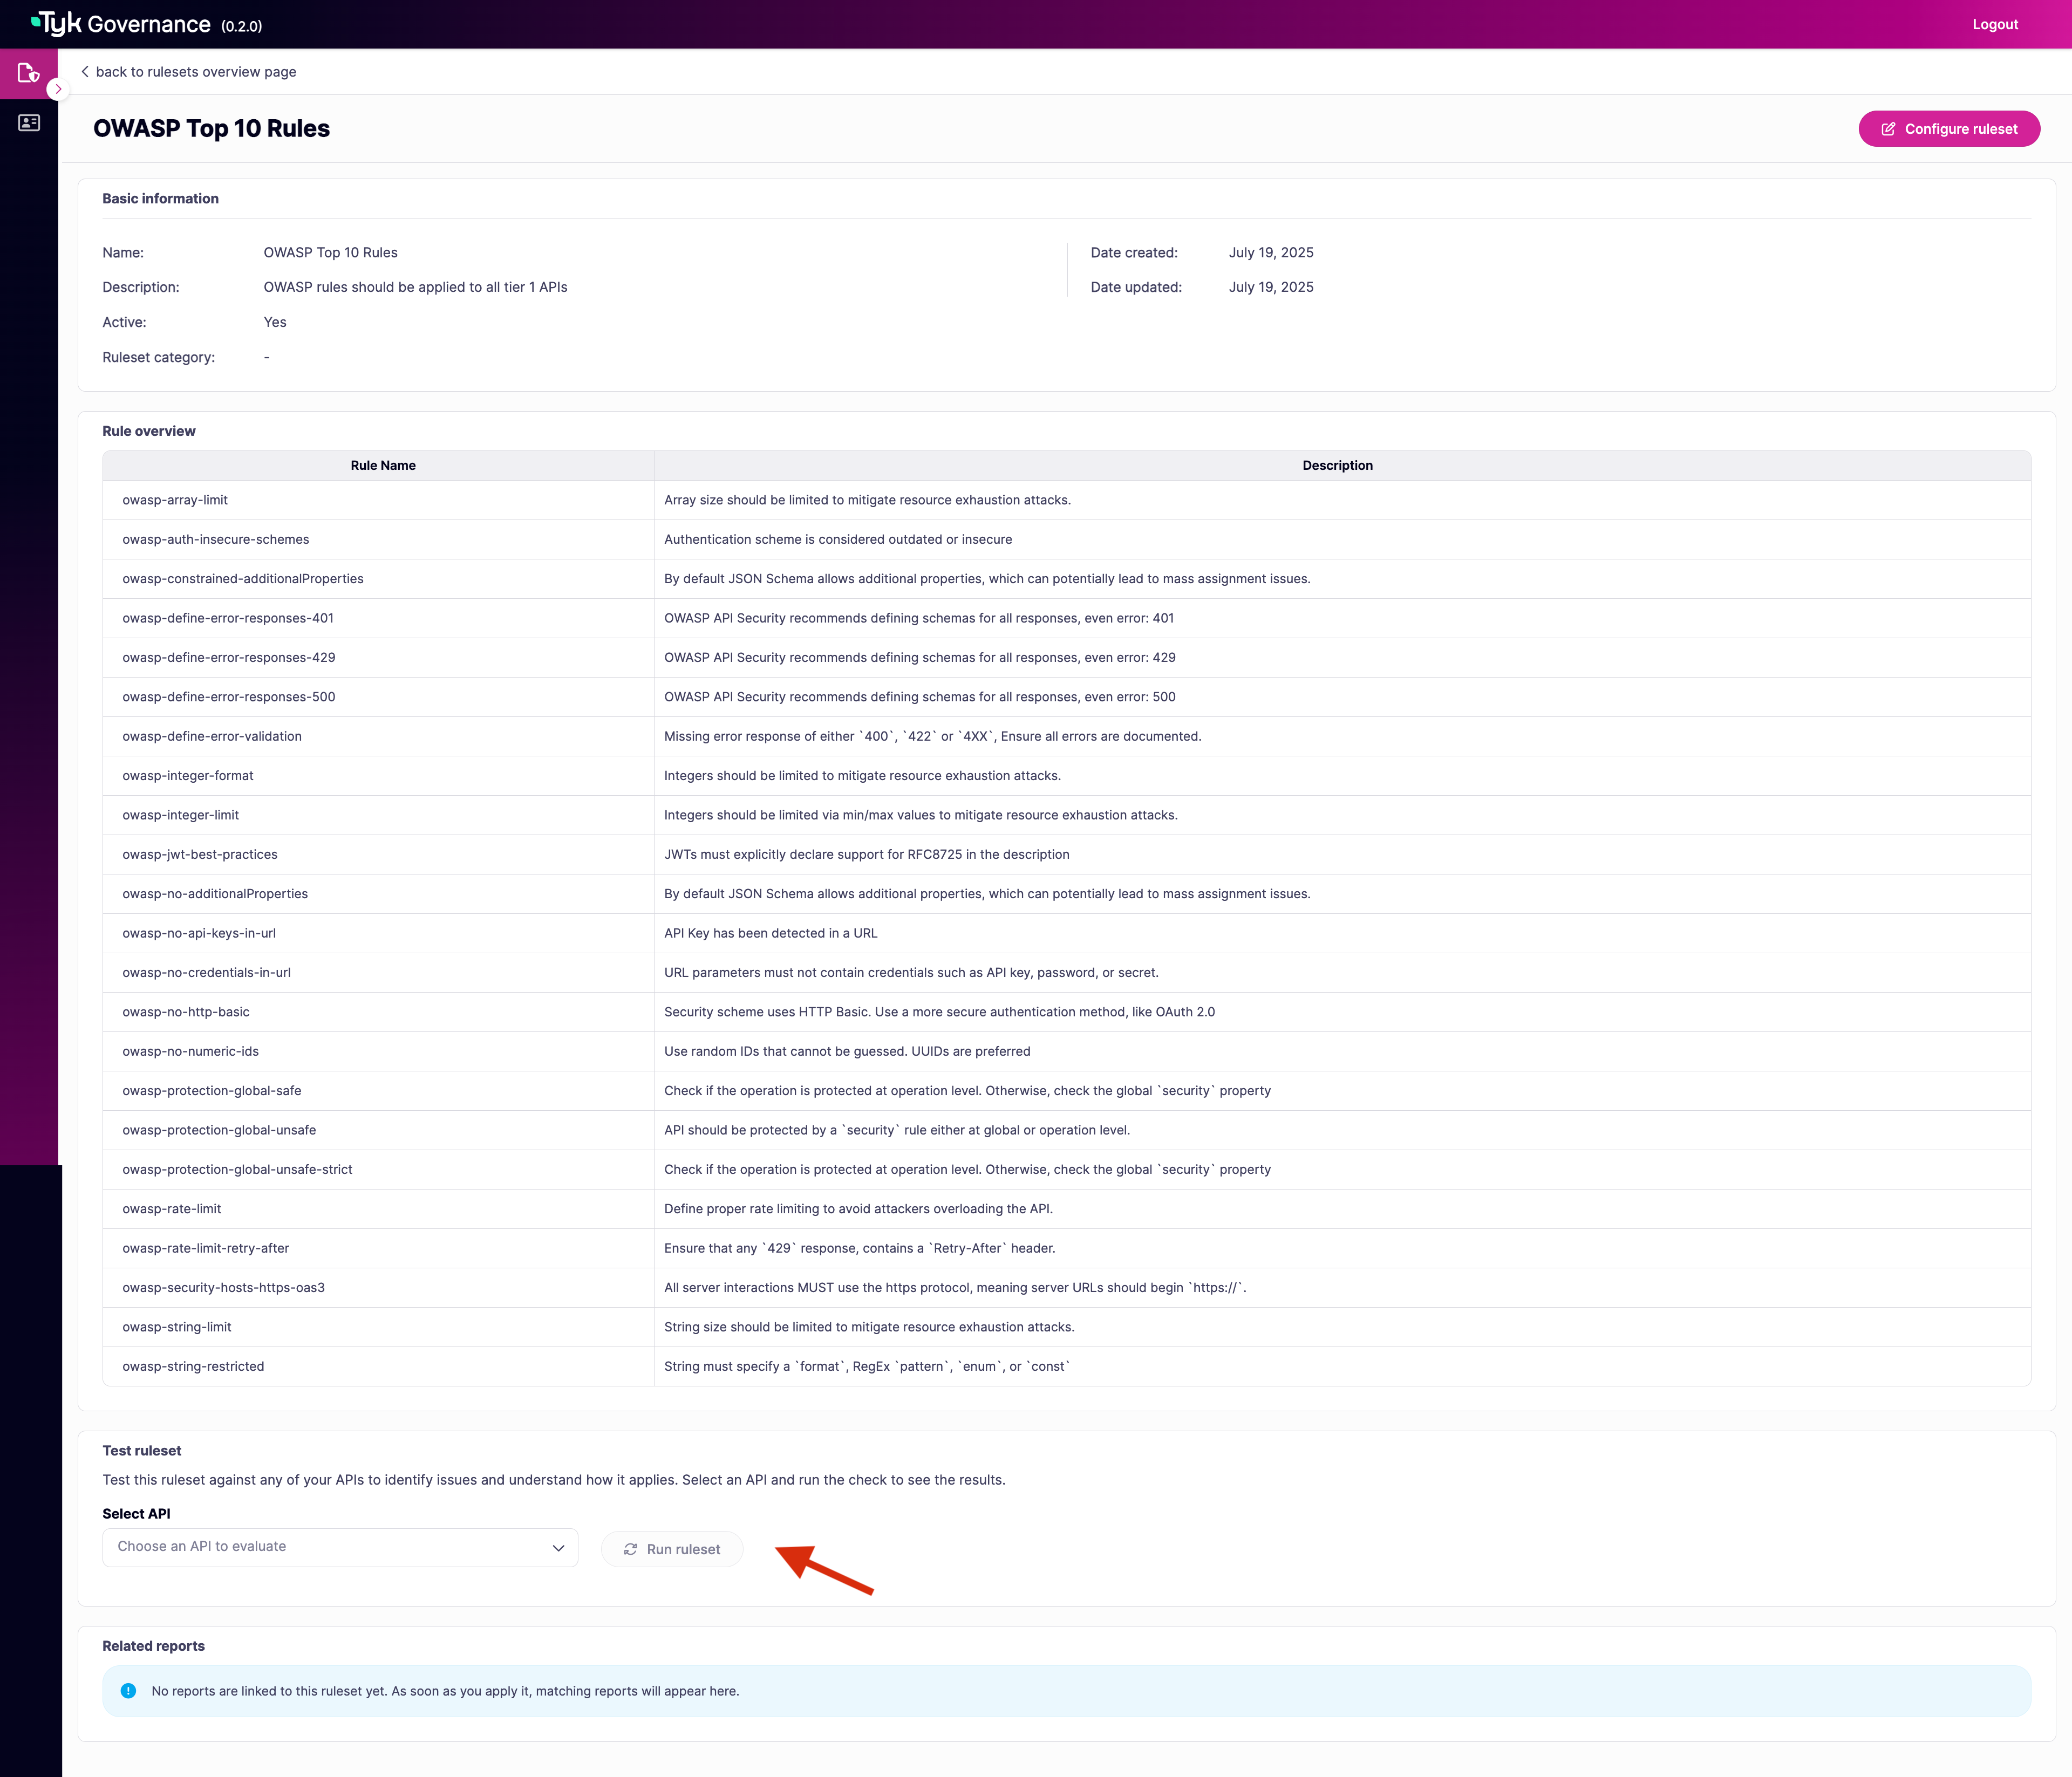 Tyk Governance (0.2.0)
Logout
back to rulesets overview page
OWASP Top 10 Rules
Configure ruleset
Basic information
Name: OWASP Top 10 Rules
Date created: July 19, 2025
Description: OWASP rules should be applied to all tier 1 APIs
Date updated: July 19, 2025
Active: Yes
Ruleset category: -
Rule overview
Rule Name Description
owasp-array-limit Array size should be limited to mitigate resource exhaustion attacks.
owasp-auth-insecure-schemes Authentication scheme is considered outdated or insecure
owasp-constrained-additionalProperties By default JSON Schema allows additional properties, which can potentially lead to mass assignment issues.
owasp-define-error-responses-401 OWASP API Security recommends defining schemas for all responses, even error: 401
owasp-define-error-responses-429 OWASP API Security recommends defining schemas for all responses, even error: 429
owasp-define-error-responses-500 OWASP API Security recommends defining schemas for all responses, even error: 500
owasp-define-error-validation Missing error response of either `400`, `422` or `4XX`, Ensure all errors are documented.
owasp-integer-format Integers should be limited to mitigate resource exhaustion attacks.
owasp-integer-limit Integers should be limited via min/max values to mitigate resource exhaustion attacks.
owasp-jwt-best-practices JWTs must explicitly declare support for RFC8725 in the description
owasp-no-additionalProperties By default JSON Schema allows additional properties, which can potentially lead to mass assignment issues.
owasp-no-api-keys-in-url API Key has been detected in a URL
owasp-no-credentials-in-url URL parameters must not contain credentials such as API key, password, or secret.
owasp-no-http-basic Security scheme uses HTTP Basic. Use a more secure authentication method, like OAuth 2.0
owasp-no-numeric-ids Use random IDs that cannot be guessed. UUIDs are preferred
owasp-protection-global-safe Check if the operation is protected at operation level. Otherwise, check the global `security` property
owasp-protection-global-unsafe API should be protected by a `security` rule either at global or operation level.
owasp-protection-global-unsafe-strict Check if the operation is protected at operation level. Otherwise, check the global `security` property
owasp-rate-limit Define proper rate limiting to avoid attackers overloading the API.
owasp-rate-limit-retry-after Ensure that any `429` response, contains a `Retry-After` header.
owasp-security-hosts-https-oas3 All server interactions MUST use the https protocol, meaning server URLs should begin `https://`.
owasp-string-limit String size should be limited to mitigate resource exhaustion attacks.
owasp-string-restricted String must specify a `format`, RegEx `pattern`, `enum`, or `const`
Test ruleset
Test this ruleset against any of your APIs to identify issues and understand how it applies. Select an API and run the check to see the results.
Select API
Choose an API to evaluate
Run ruleset
Related reports
No reports are linked to this ruleset yet. As soon as you apply it, matching reports will appear here.